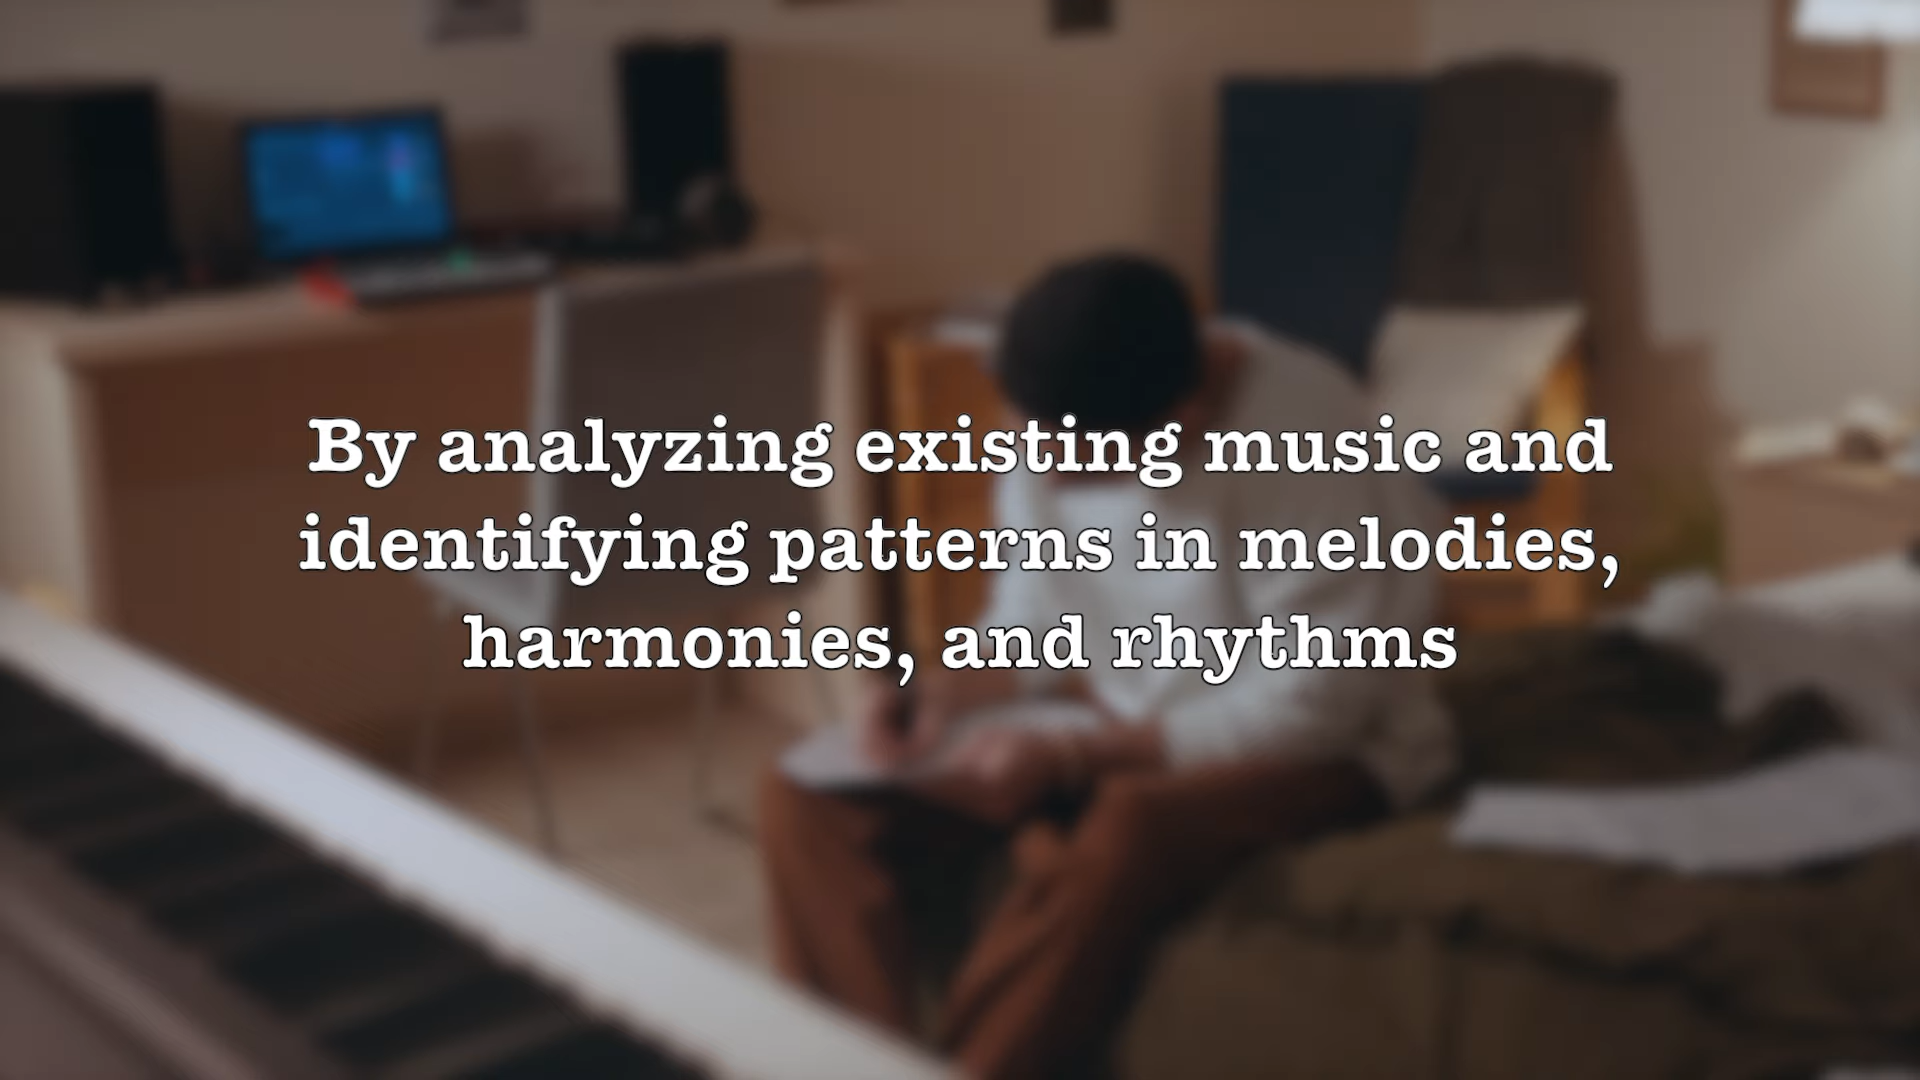 By analyzing existing music and
identifying patterns in melodies,
harmonies, and rhythms